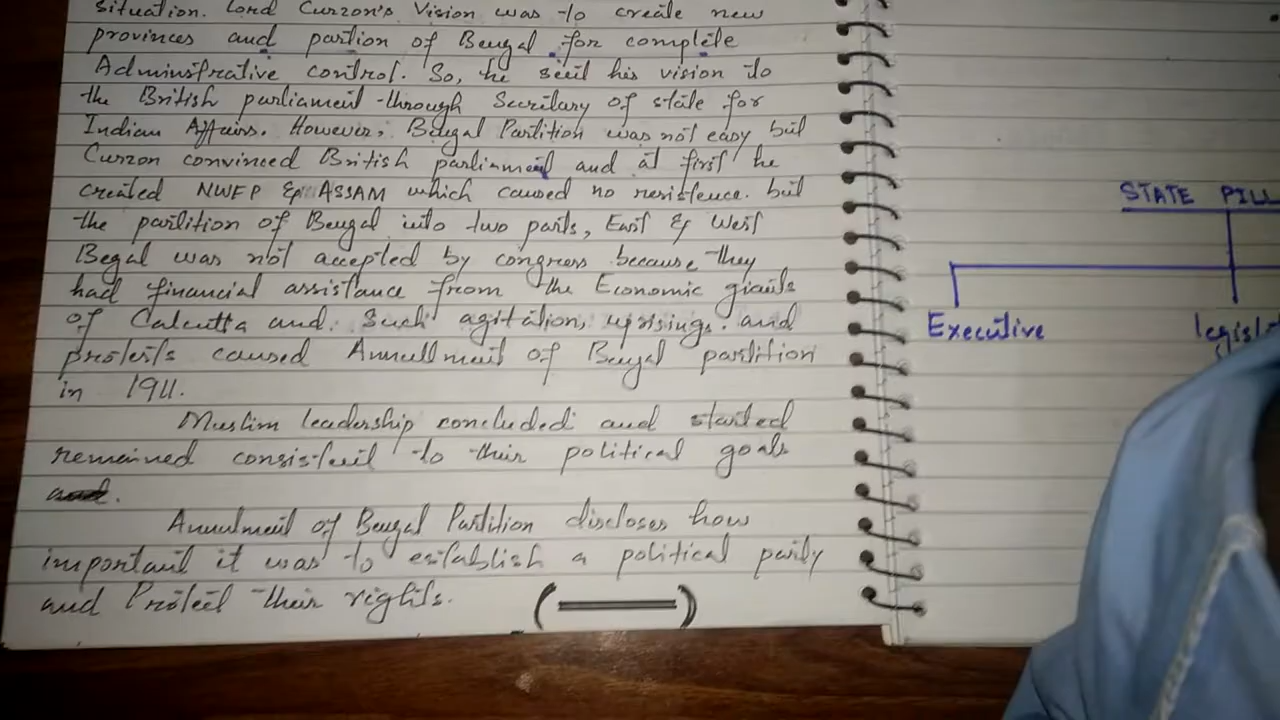 situation. Lord Curzon's Vision was to create new
provinces and partion of Bengal for complete
Adminstrative control. So, he sent his vision to
the British parliament through Secretary of state for
Indian Affairs. However, Bengal Partition was not easy but
Curzon convinced British parliament and at first he
created NWFP & ASSAM which caused no resistence. but
the partition of Bengal into two parts, East & West
Begal was not accepted by congress because they
had financial assistance from the Economic giants
of Calcutta and. Such agitation, uprisings. and
protests caused Annullment of Bengal partition
in 1911.
Muslim leadership concluded and started
remained consistent to their political goals
and.
Annulment of Bengal Partition discloses how
important it was to establish a political party
and Protect their rights.
STATE PILL
Executive
legisl